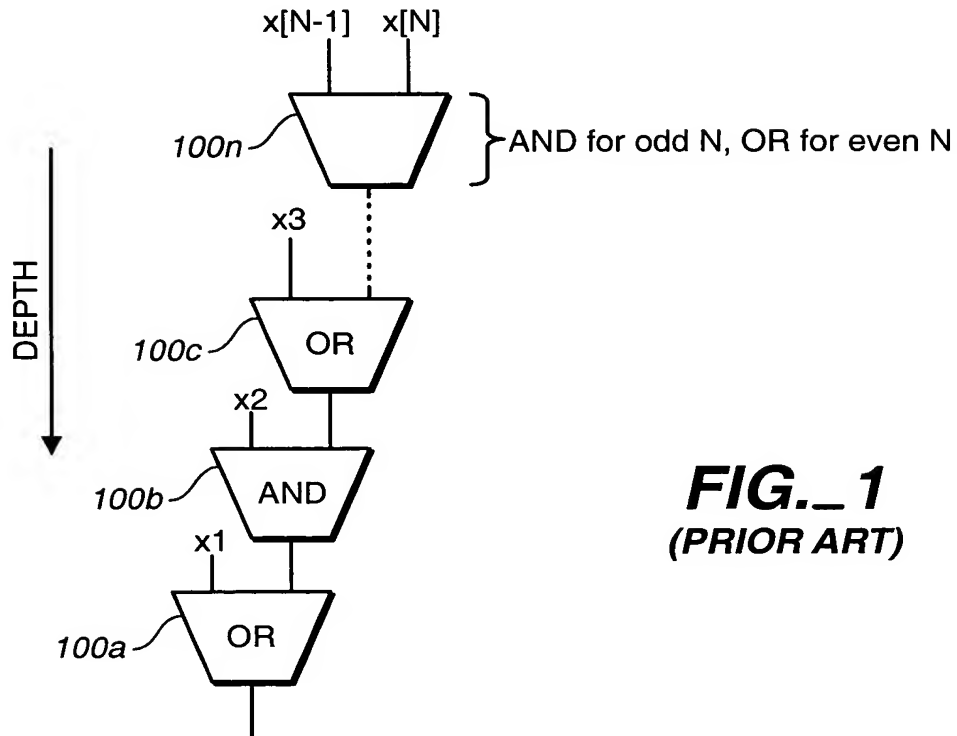 x[N-1] x[N]
100n
AND for odd N, OR for even N
DEPTH
x3
OR
100c
x2
AND
100b
x1
OR
100a
FIG._1
(PRIOR ART)